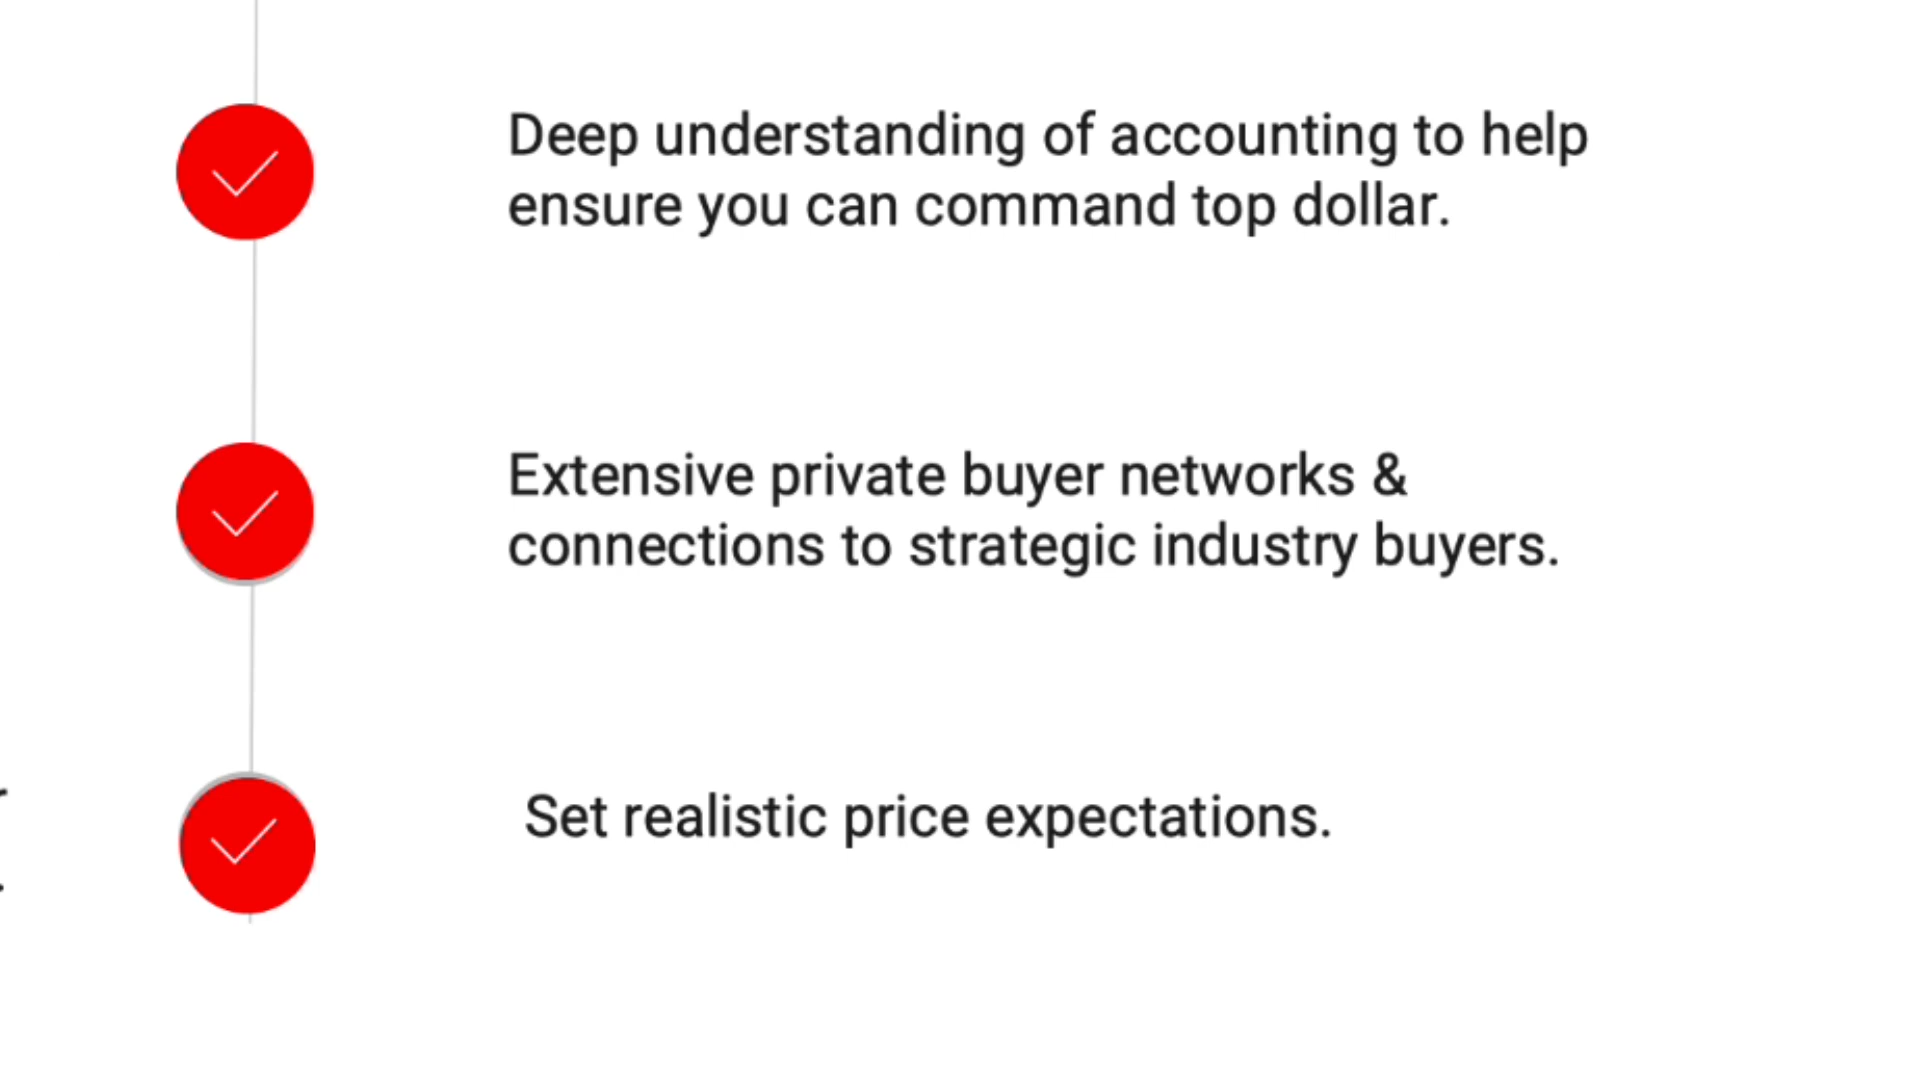 Deep understanding of accounting to help
ensure you can command top dollar.
Extensive private buyer networks &
connections to strategic industry buyers.
Set realistic price expectations.